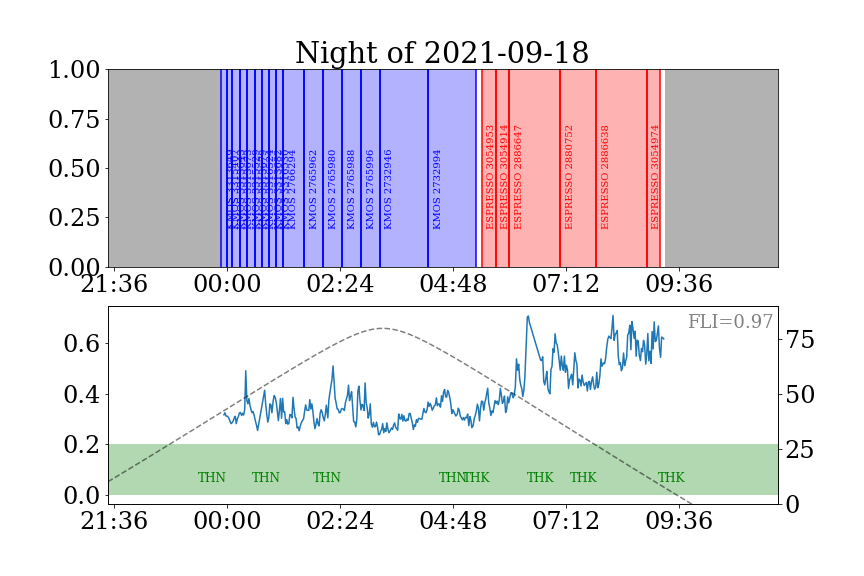 Night of 2021-09-18
1.00
0.75
0.50
0.25
0.00
KMOS 2766294
KMOS 2765962
KMOS 2765980
KMOS 2765988
KMOS 2765996
KMOS 2732946
KMOS 2732994
ESPRESSO 3054953
ESPRESSO 3054914
ESPRESSO 2886647
ESPRESSO 2880752
ESPRESSO 2886638
ESPRESSO 3054974
21:36 00:00 02:24 04:48 07:12 09:36
FLI=0.97
0.6
0.4
0.2
0.0
75
50
25
0
THN THN THN THN THK THK THK THK
21:36 00:00 02:24 04:48 07:12 09:36